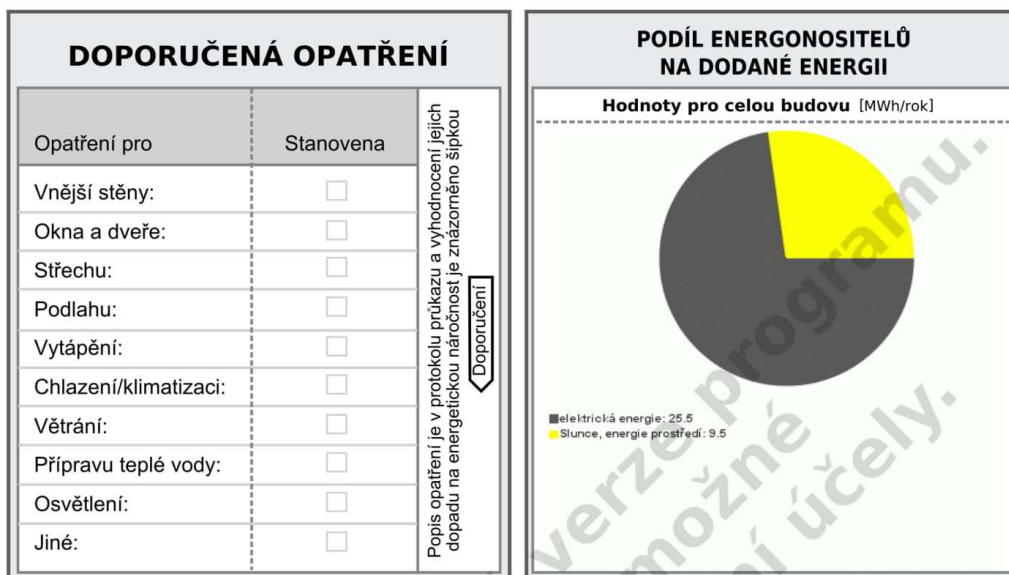 DOPORUČENÁ OPATŘENÍ
Opatření pro Stanovena
Vnější stěny:
Okna a dveře:
Střechu:
Podlahu:
Vytápění:
Chlazení/klimatizaci:
Větrání:
Přípravu teplé vody:
Osvětlení:
Jiné:
Popis opatření je v protokolu průkazu a vyhodnocení jejich
dopadu na energetickou náročnost je znázorněno šipkou
Doporučení
PODÍL ENERGONOSITELŮ
NA DODANÉ ENERGII
Hodnoty pro celou budovu [MWh/rok]
elektrická energie: 25.5
Slunce, energie prostředí: 9.5
verze programu.
možné
ní účely.